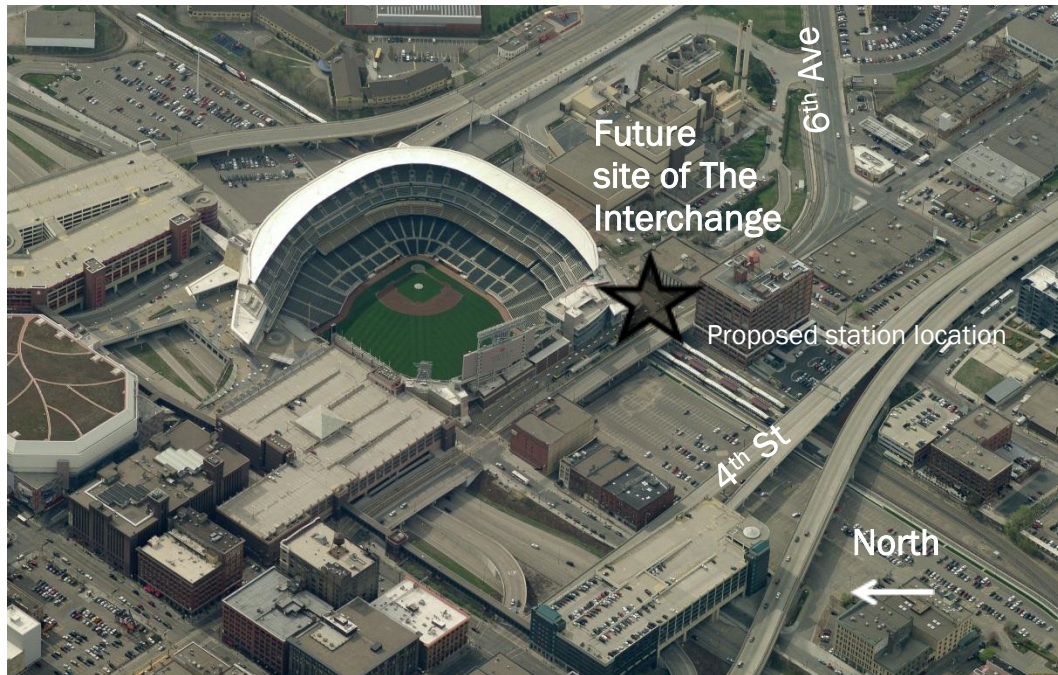 6th Ave
Future
site of The
Interchange
Proposed station location
4th St
North